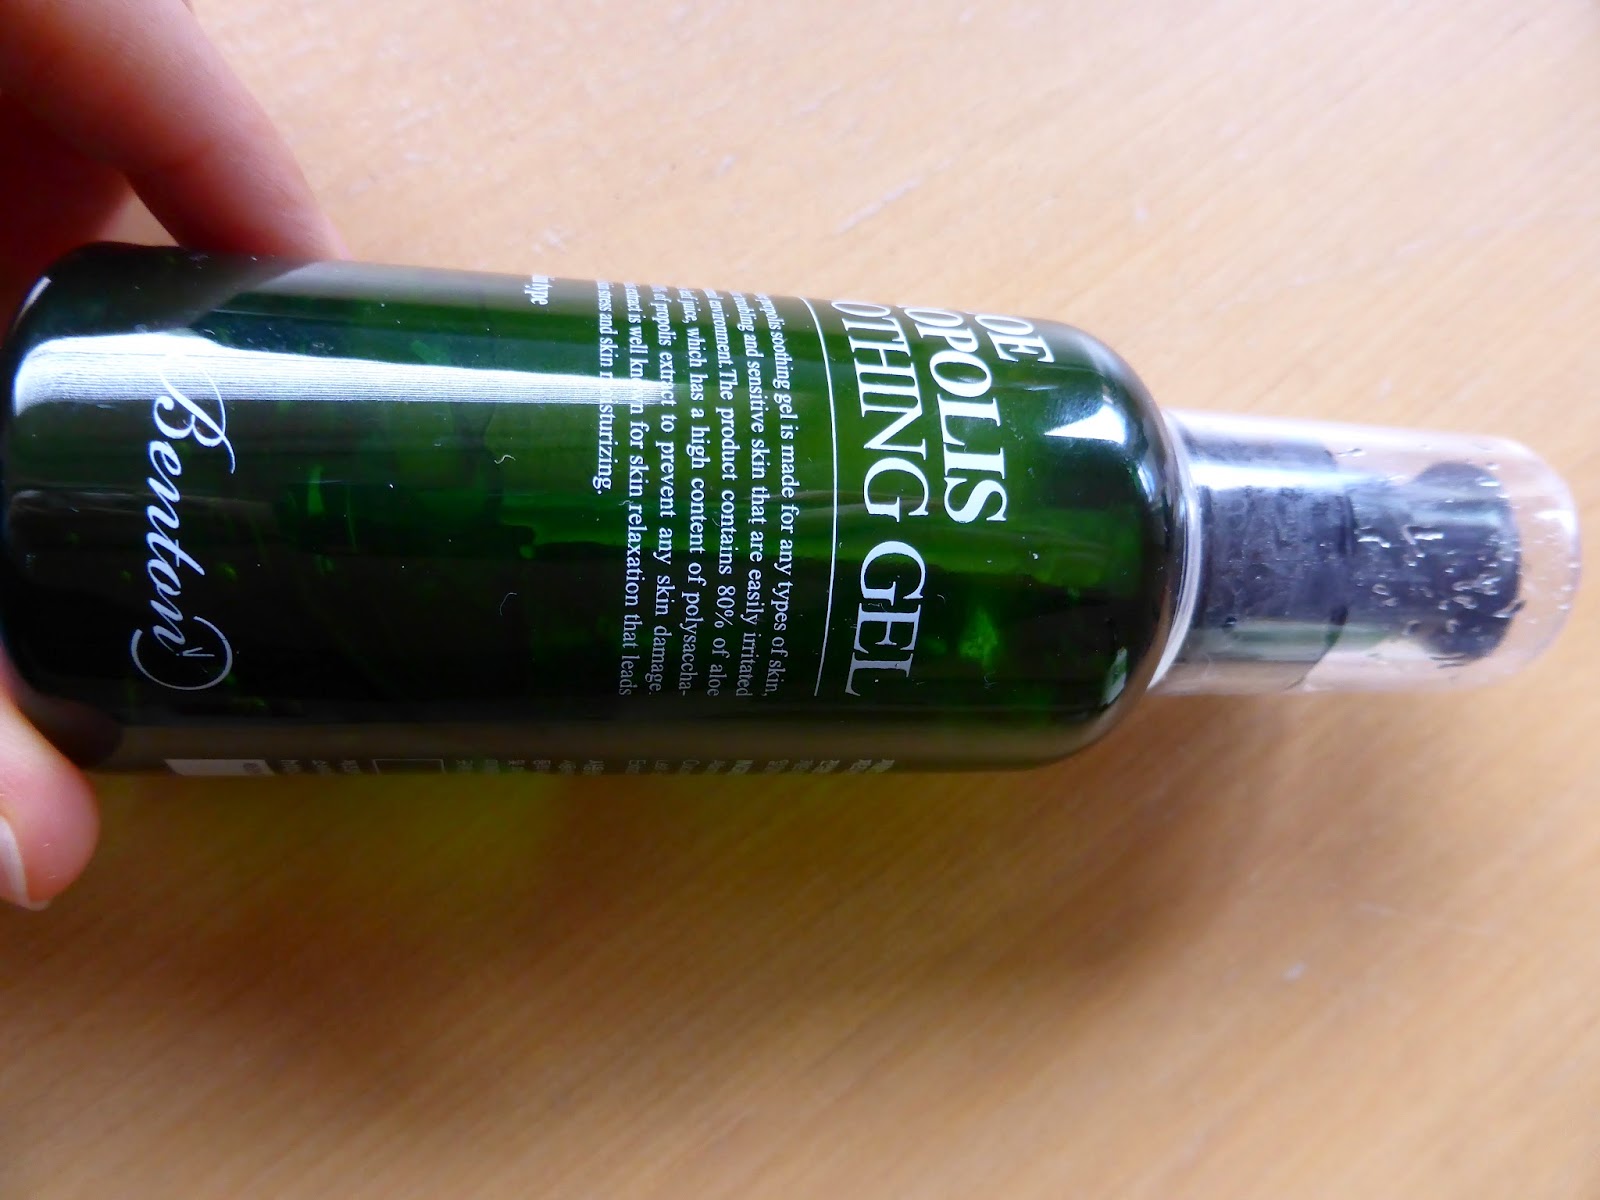 OE
OPOLIS
OTHING GEL
propolis soothing gel is made for any types of skin,
and sensitive skin that are easily irritated
environment. The product contains 80% of aloe
juice, which has a high content of polysaccha-
of propolis extract to prevent any skin damage.
extract is well known for skin relaxation that leads
stress and skin moisturizing.
type
Benton